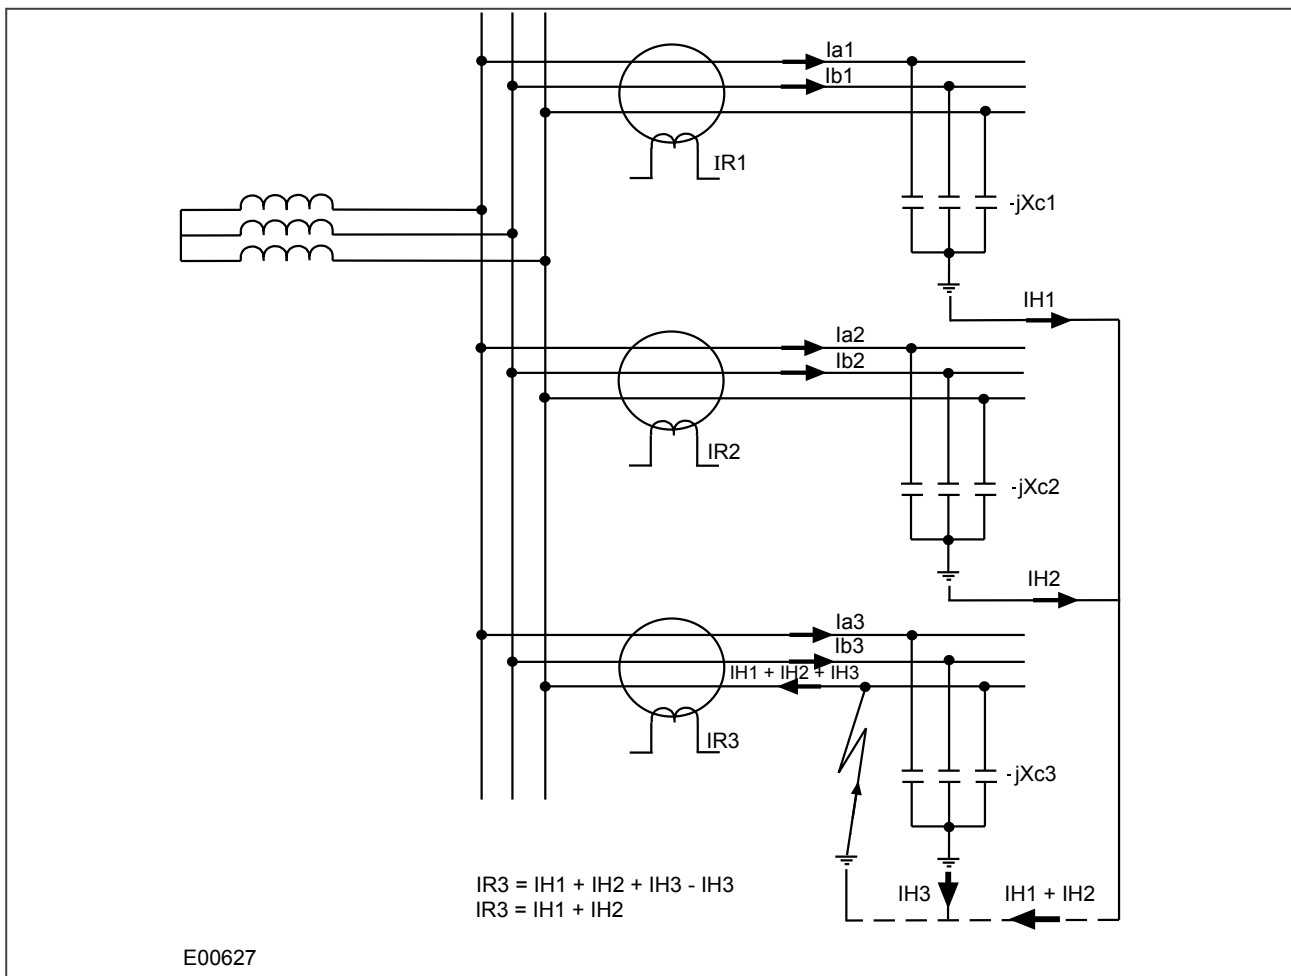 Ia1
Ib1
IR1
-jXc1
IH1
Ia2
Ib2
IR2
-jXc2
IH2
Ia3
Ib3
IH1 + IH2 + IH3
IR3
-jXc3
IR3 = IH1 + IH2 + IH3 - IH3
IR3 = IH1 + IH2
IH3
IH1 + IH2
E00627